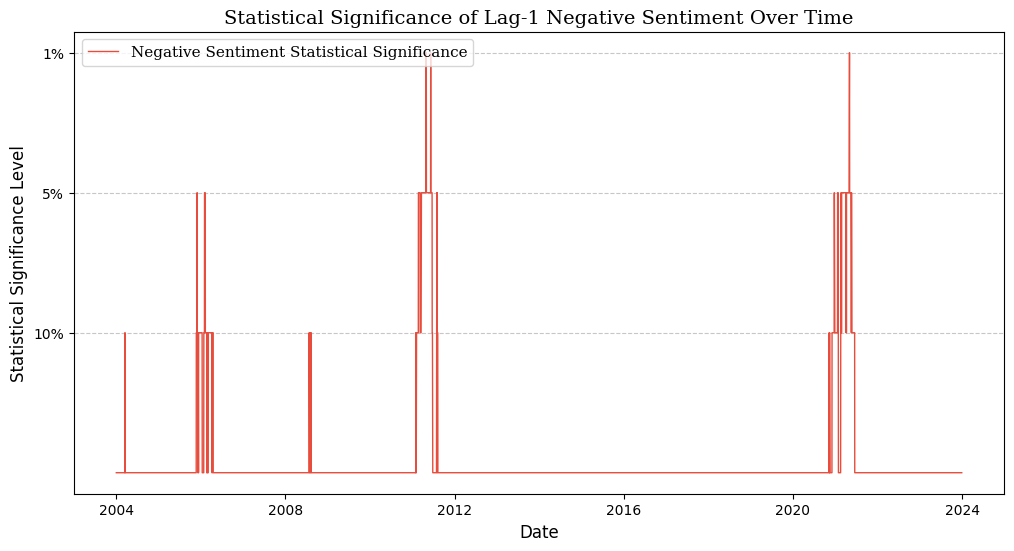 Statistical Significance of Lag-1 Negative Sentiment Over Time
Negative Sentiment Statistical Significance
1%
5%
10%
Statistical Significance Level
2004
2008
2012
2016
2020
2024
Date